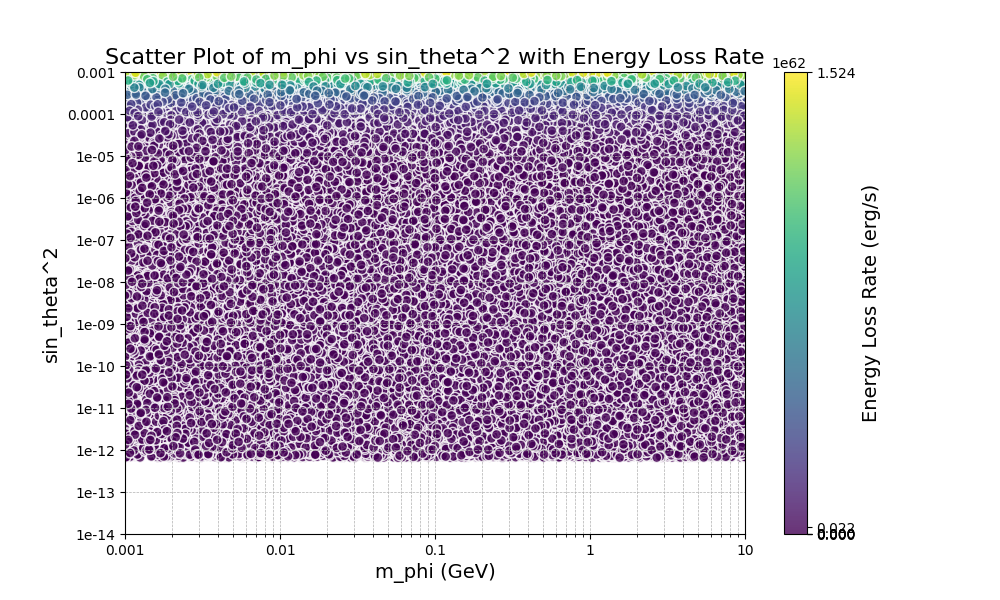 Scatter Plot of m_phi vs sin_theta^2 with Energy Loss Rate
1e62
0.001
0.0001
1e-05
1e-06
1e-07
1e-08
1e-09
1e-10
1e-11
1e-12
1e-13
1e-14
sin_theta^2
0.001
0.01
0.1
1
10
m_phi (GeV)
1.524
0.022
0.000
Energy Loss Rate (erg/s)